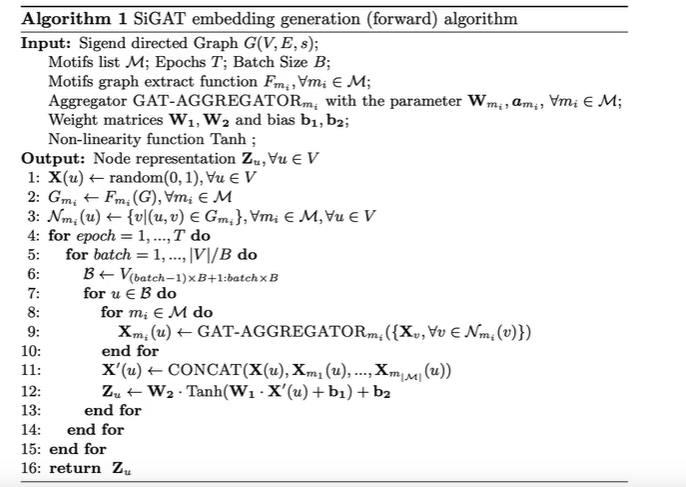 Algorithm 1 SiGAT embedding generation (forward) algorithm
Input: Sigend directed Graph G(V, E, s);
Motifs list ℳ; Epochs T; Batch Size B;
Motifs graph extract function F_{m_i}, ∀m_i ∈ ℳ;
Aggregator GAT-AGGREGATOR_{m_i} with the parameter W_{m_i}, a_{m_i}, ∀m_i ∈ ℳ;
Weight matrices W_1, W_2 and bias b_1, b_2;
Non-linearity function Tanh ;
Output: Node representation Z_u, ∀u ∈ V
1: X(u) ← random(0, 1), ∀u ∈ V
2: G_{m_i} ← F_{m_i}(G), ∀m_i ∈ ℳ
3: 𝒩_{m_i}(u) ← {v|(u, v) ∈ G_{m_i}}, ∀m_i ∈ ℳ, ∀u ∈ V
4: for epoch = 1, ..., T do
5: for batch = 1, ..., |V|/B do
6: ℬ ← V_{(batch−1)×B+1:batch×B}
7: for u ∈ ℬ do
8: for m_i ∈ ℳ do
9: X_{m_i}(u) ← GAT-AGGREGATOR_{m_i}({X_v, ∀v ∈ 𝒩_{m_i}(v)})
10: end for
11: X′(u) ← CONCAT(X(u), X_{m_1}(u), ..., X_{m_{|ℳ|}}(u))
12: Z_u ← W_2 · Tanh(W_1 · X′(u) + b_1) + b_2
13: end for
14: end for
15: end for
16: return Z_u